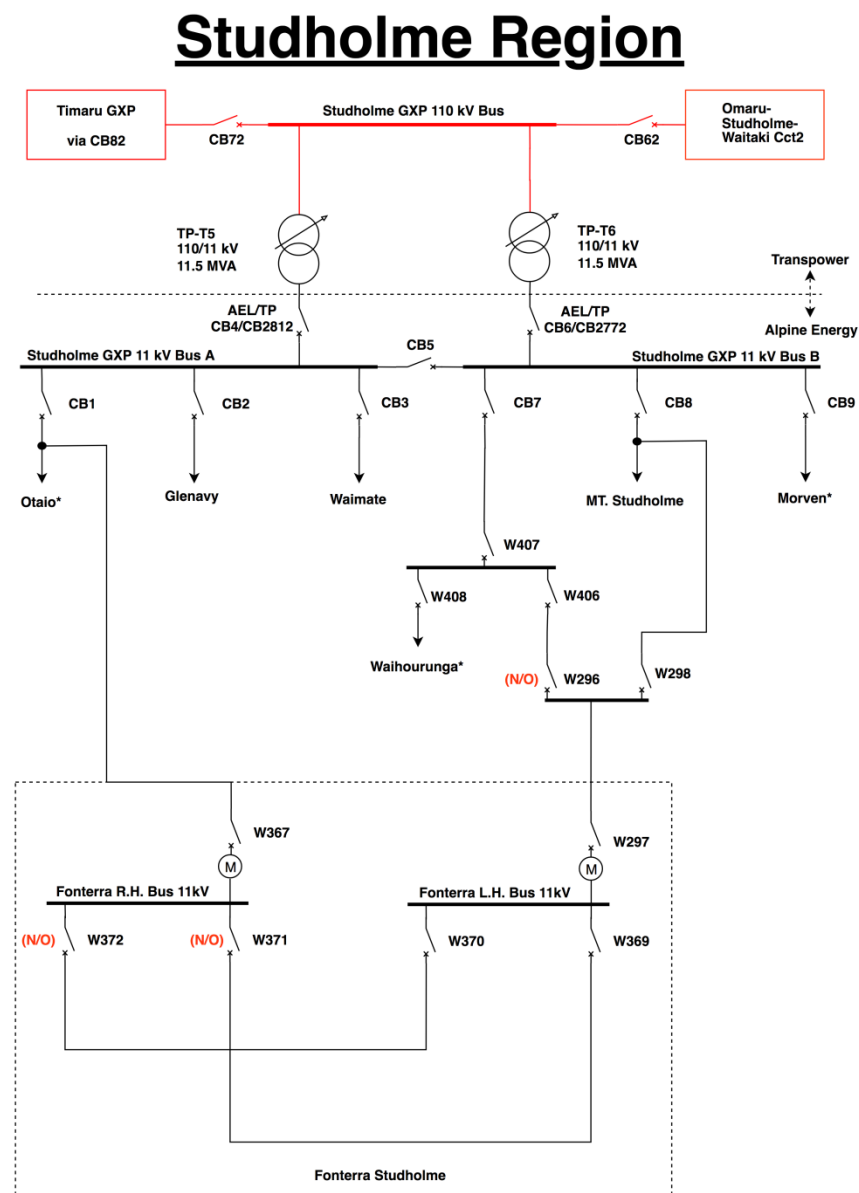 Studholme Region
Timaru GXP
via CB82
CB72
Studholme GXP 110 kV Bus
CB62
Omaru-
Studholme-
Waitaki Cct2
TP-T5
110/11 kV
11.5 MVA
TP-T6
110/11 kV
11.5 MVA
Transpower
Alpine Energy
AEL/TP
CB4/CB2812
AEL/TP
CB6/CB2772
Studholme GXP 11 kV Bus A
CB5
Studholme GXP 11 kV Bus B
CB1
CB2
CB3
CB7
CB8
CB9
Otaio*
Glenavy
Waimate
MT. Studholme
Morven*
W407
W408
W406
Waihourunga*
(N/O)
W296
W298
W367
M
W297
M
Fonterra R.H. Bus 11kV
Fonterra L.H. Bus 11kV
(N/O)
W372
(N/O)
W371
W370
W369
Fonterra Studholme